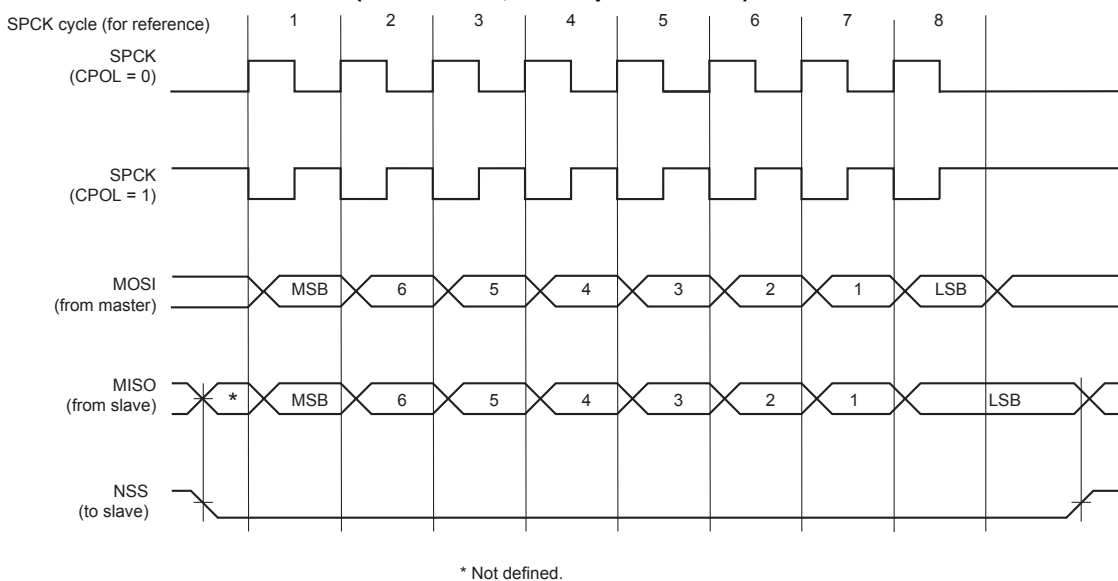 SPCK cycle (for reference) 1 2 3 4 5 6 7 8
SPCK
(CPOL = 0)
SPCK
(CPOL = 1)
MOSI
(from master)
MSB 6 5 4 3 2 1 LSB
MISO
(from slave)
* MSB 6 5 4 3 2 1 LSB
NSS
(to slave)
* Not defined.